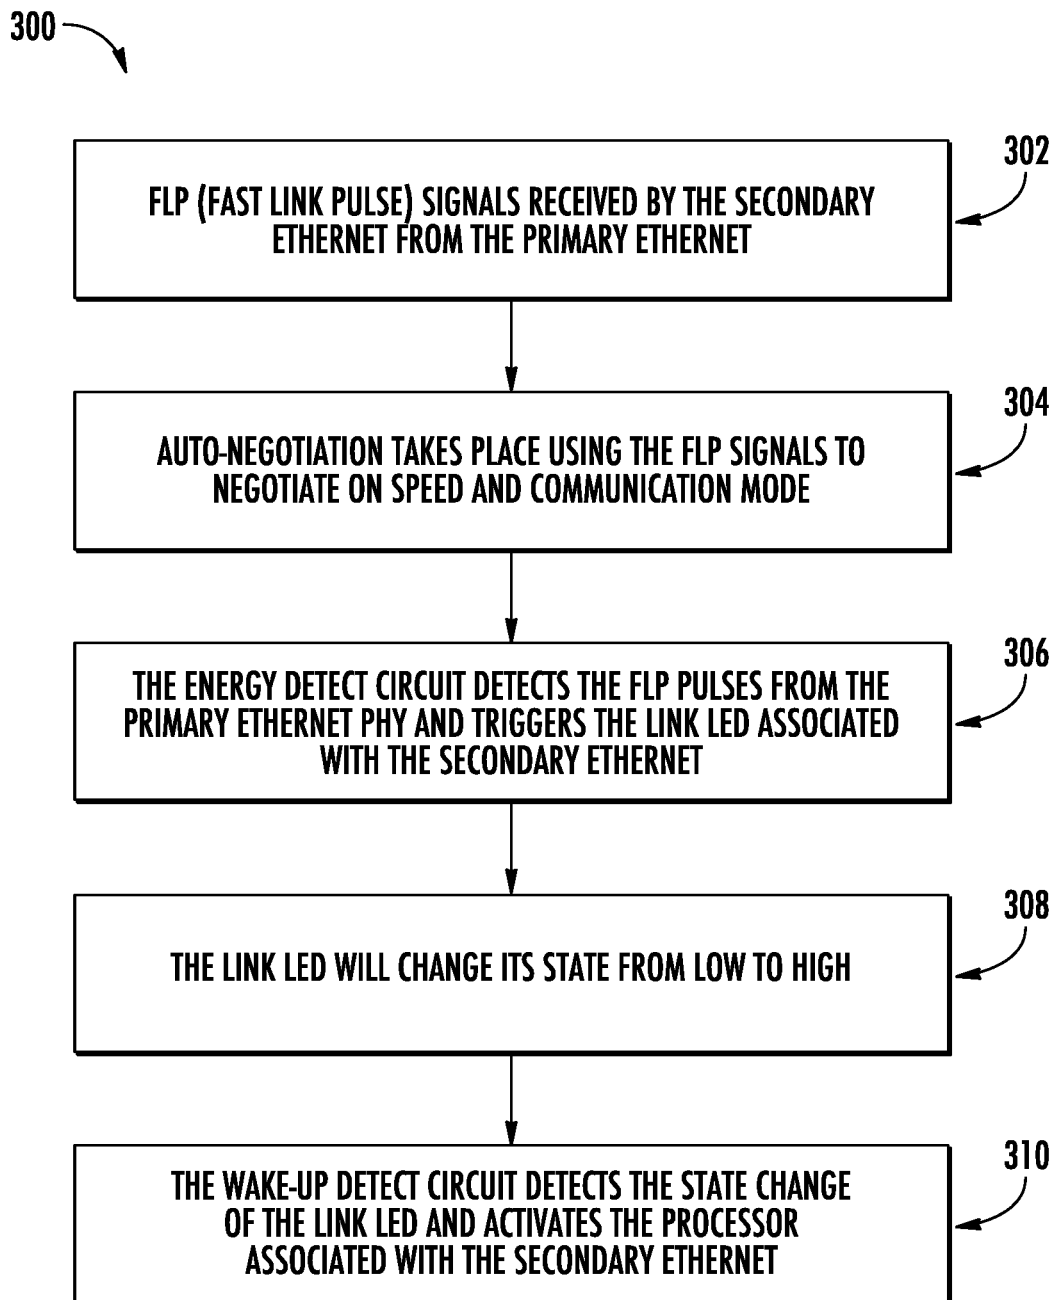 300
302
FLP (FAST LINK PULSE) SIGNALS RECEIVED BY THE SECONDARY
ETHERNET FROM THE PRIMARY ETHERNET
304
AUTO-NEGOTIATION TAKES PLACE USING THE FLP SIGNALS TO
NEGOTIATE ON SPEED AND COMMUNICATION MODE
306
THE ENERGY DETECT CIRCUIT DETECTS THE FLP PULSES FROM THE
PRIMARY ETHERNET PHY AND TRIGGERS THE LINK LED ASSOCIATED
WITH THE SECONDARY ETHERNET
308
THE LINK LED WILL CHANGE ITS STATE FROM LOW TO HIGH
310
THE WAKE-UP DETECT CIRCUIT DETECTS THE STATE CHANGE
OF THE LINK LED AND ACTIVATES THE PROCESSOR
ASSOCIATED WITH THE SECONDARY ETHERNET